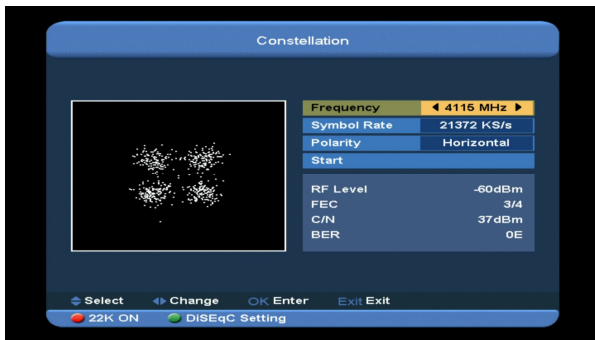 Constellation
Frequency 4115 MHz
Symbol Rate 21372 KS/s
Polarity Horizontal
Start
RF Level -60dBm
FEC 3/4
C/N 37dBm
BER 0E
Select Change OK Enter Exit Exit
22K ON DiSEqC Setting